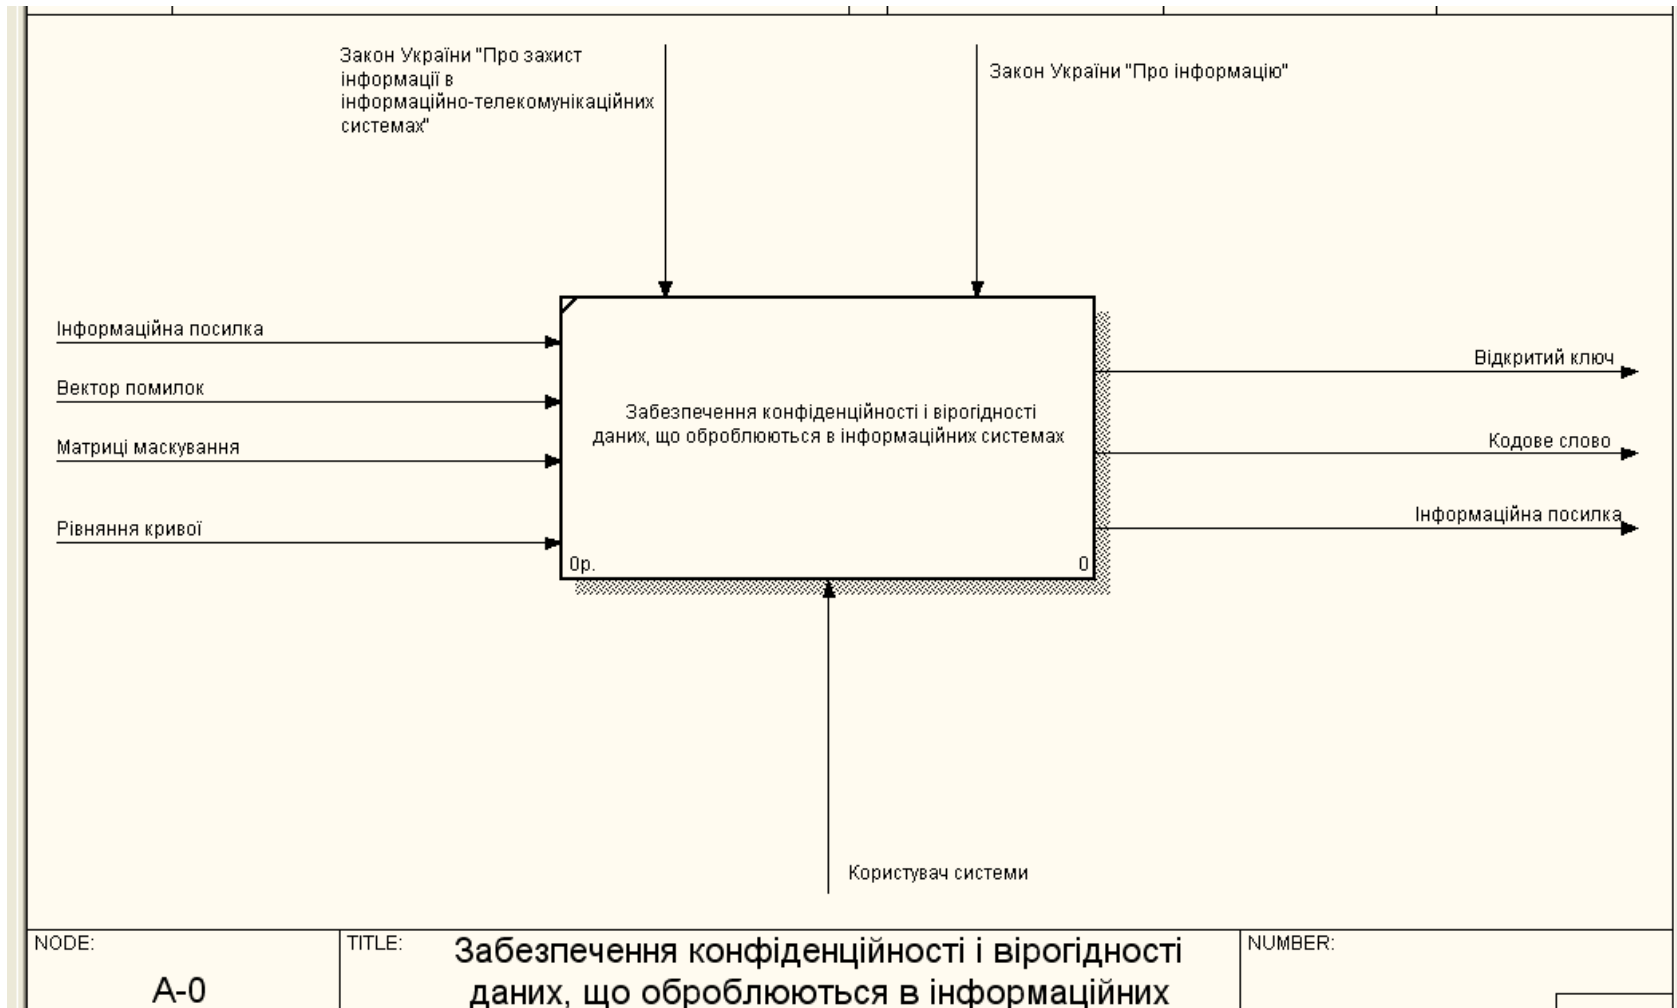 Закон України "Про захист
інформації в
інформаційно-телекомунікаційних
системах"
Закон України "Про інформацію"
Інформаційна посилка
Вектор помилок
Матриці маскування
Рівняння кривої
Забезпечення конфіденційності і вірогідності
даних, що оброблюються в інформаційних системах
0р.
0
Відкритий ключ
Кодове слово
Інформаційна посилка
Користувач системи
NODE:
A-0
TITLE:
Забезпечення конфіденційності і вірогідності
даних, що оброблюються в інформаційних
NUMBER: